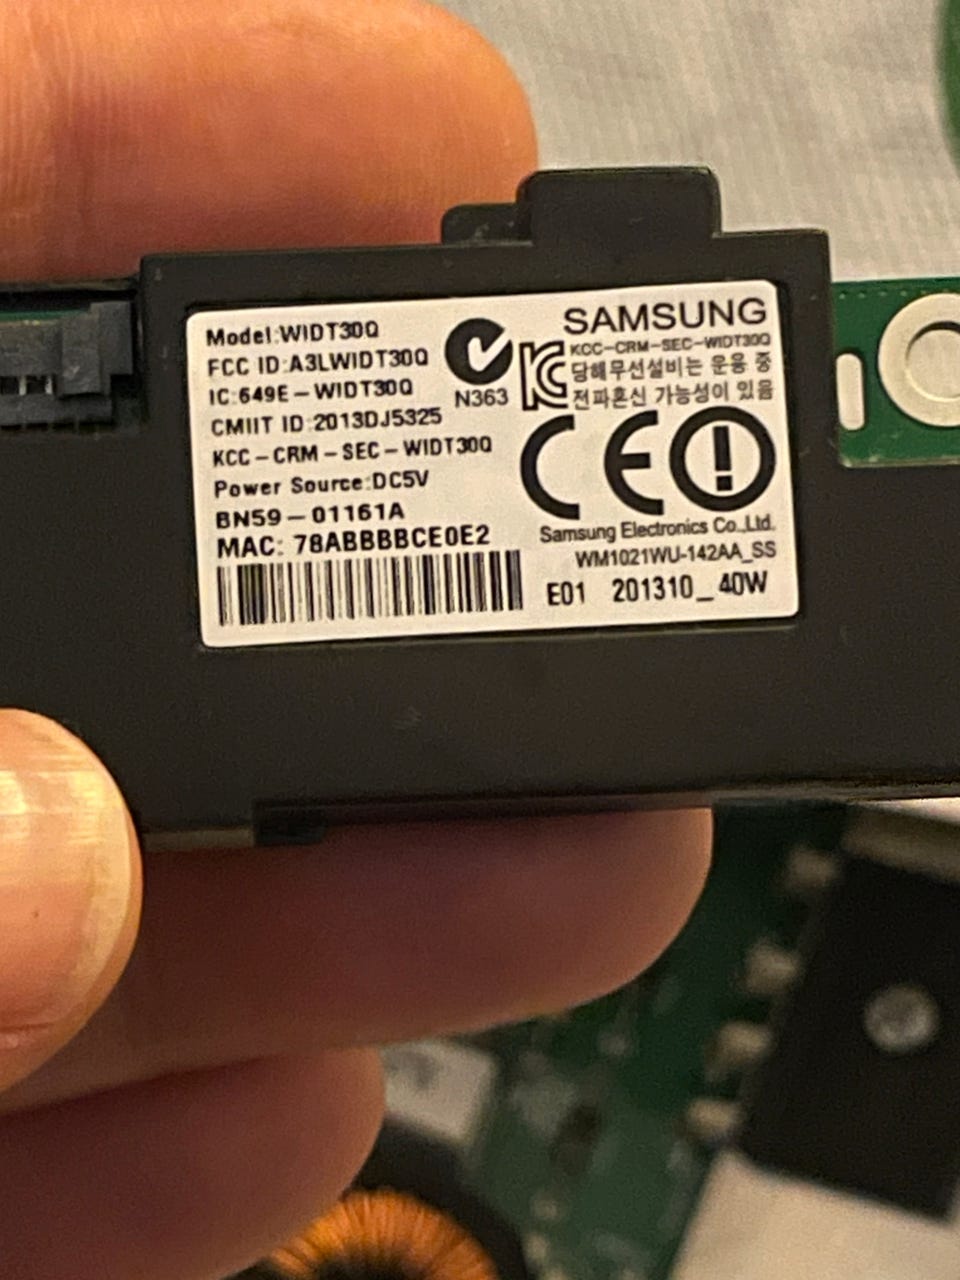 Model:WIDT30Q
FCC ID:A3LWIDT30Q
IC:649E-WIDT30Q
CMIIT ID:2013DJ5325
KCC-CRM-SEC-WIDT30Q
Power Source:DC5V
BN59-01161A
MAC: 78ABBBBCE0E2
N363
SAMSUNG
KCC-CRM-SEC-WIDT30Q
당해무선설비는 운용 중
전파혼신 가능성이 있음
CE
Samsung Electronics Co.,Ltd.
WM1021WU-142AA_SS
E01 201310_40W